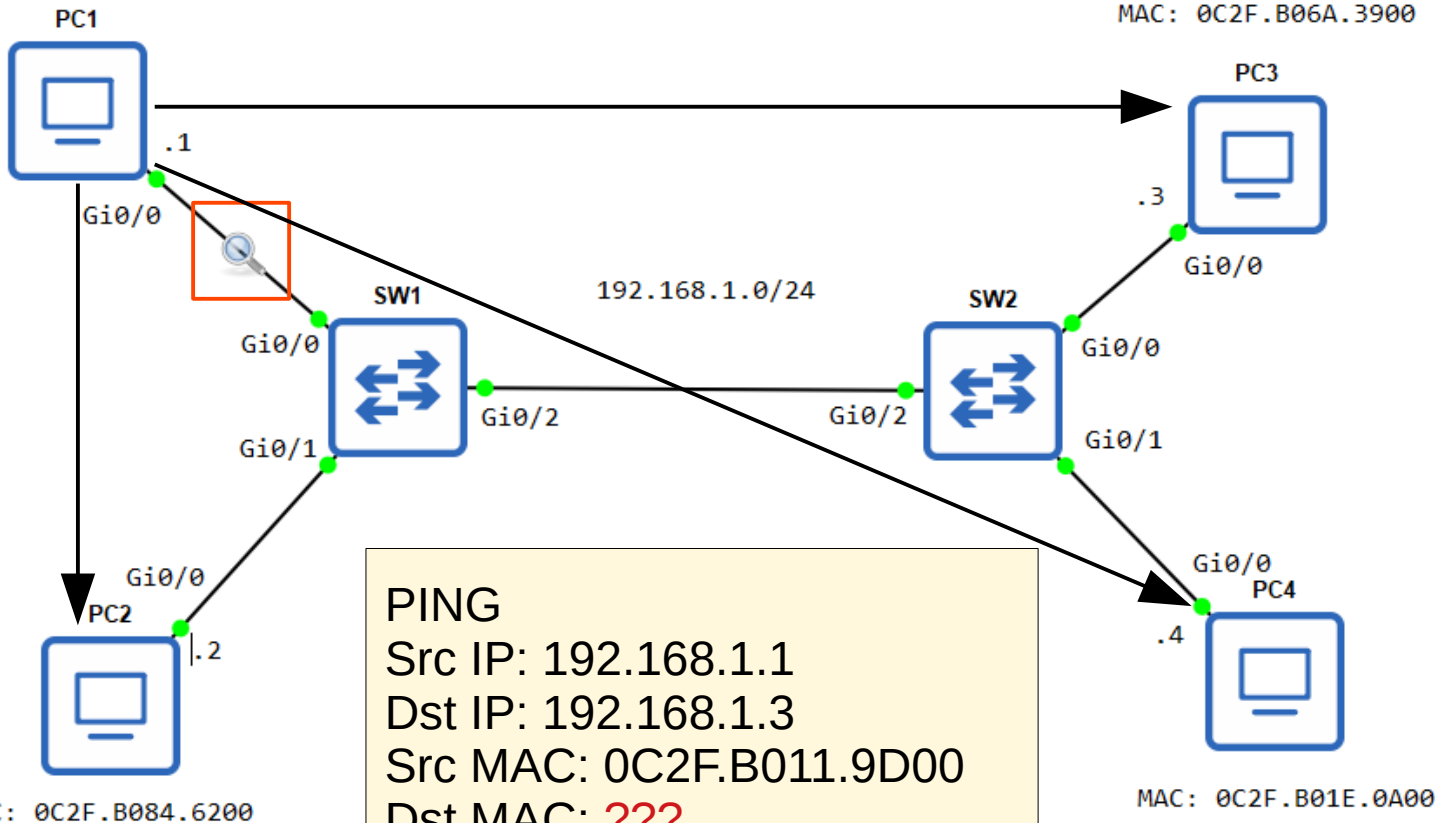 PC1
MAC: 0C2F.B06A.3900
PC3
.1
.3
Gi0/0
Gi0/0
192.168.1.0/24
SW1
SW2
Gi0/0
Gi0/0
Gi0/2
Gi0/2
Gi0/1
Gi0/1
Gi0/0
Gi0/0
PC2
PC4
.2
.4
PING
Src IP: 192.168.1.1
Dst IP: 192.168.1.3
Src MAC: 0C2F.B011.9D00
Dst MAC: ???
: 0C2F.B084.6200
MAC: 0C2F.B01E.0A00